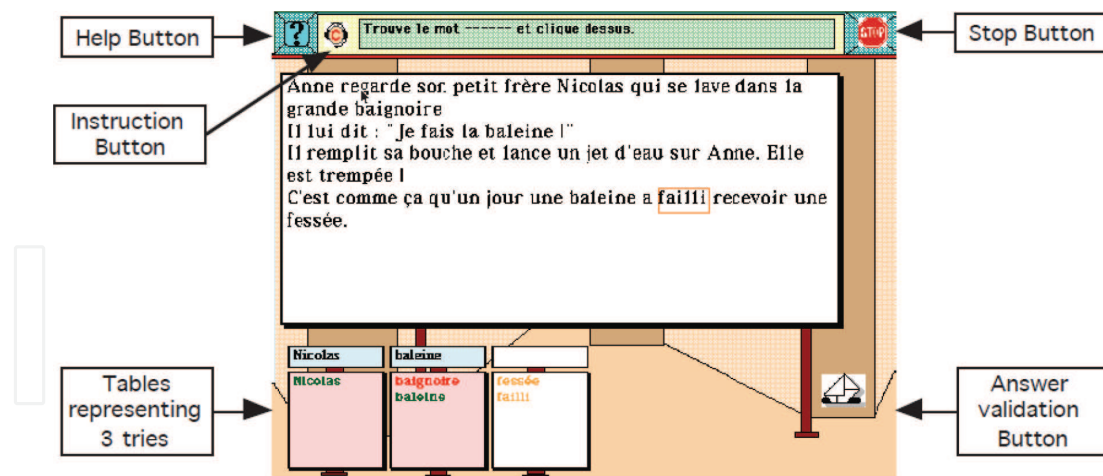 Help Button
?
C
Trouve le mot ------ et clique dessus.
STOP
Stop Button
Instruction
Button
Anne regarde son petit frère Nicolas qui se lave dans la
grande baignoire
Il lui dit : "Je fais la baleine !"
Il remplit sa bouche et lance un jet d'eau sur Anne. Elle
est trempée !
C'est comme ça qu'un jour une baleine a failli recevoir une
fessée.
Tables
representing
3 tries
Nicolas
baleine
Nicolas
baignoire
baleine
fessée
failli
Answer
validation
Button